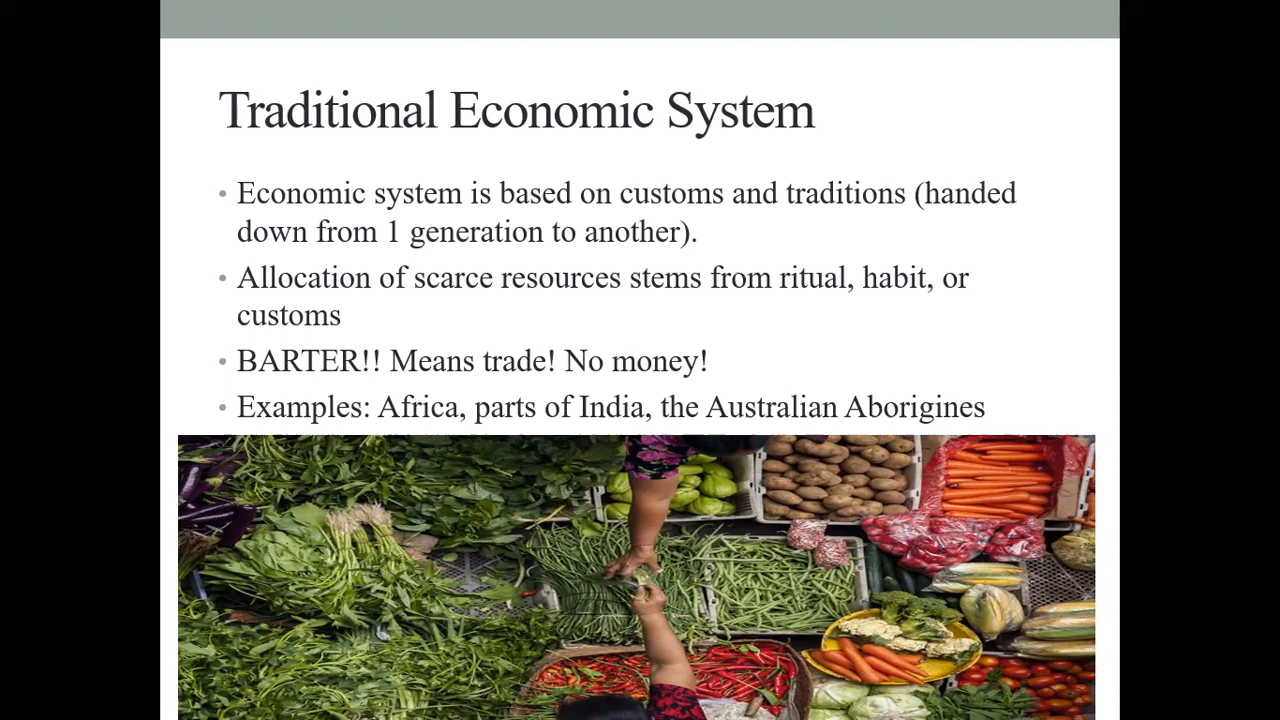 Traditional Economic System
• Economic system is based on customs and traditions (handed
down from 1 generation to another).
• Allocation of scarce resources stems from ritual, habit, or
customs
• BARTER!! Means trade! No money!
• Examples: Africa, parts of India, the Australian Aborigines